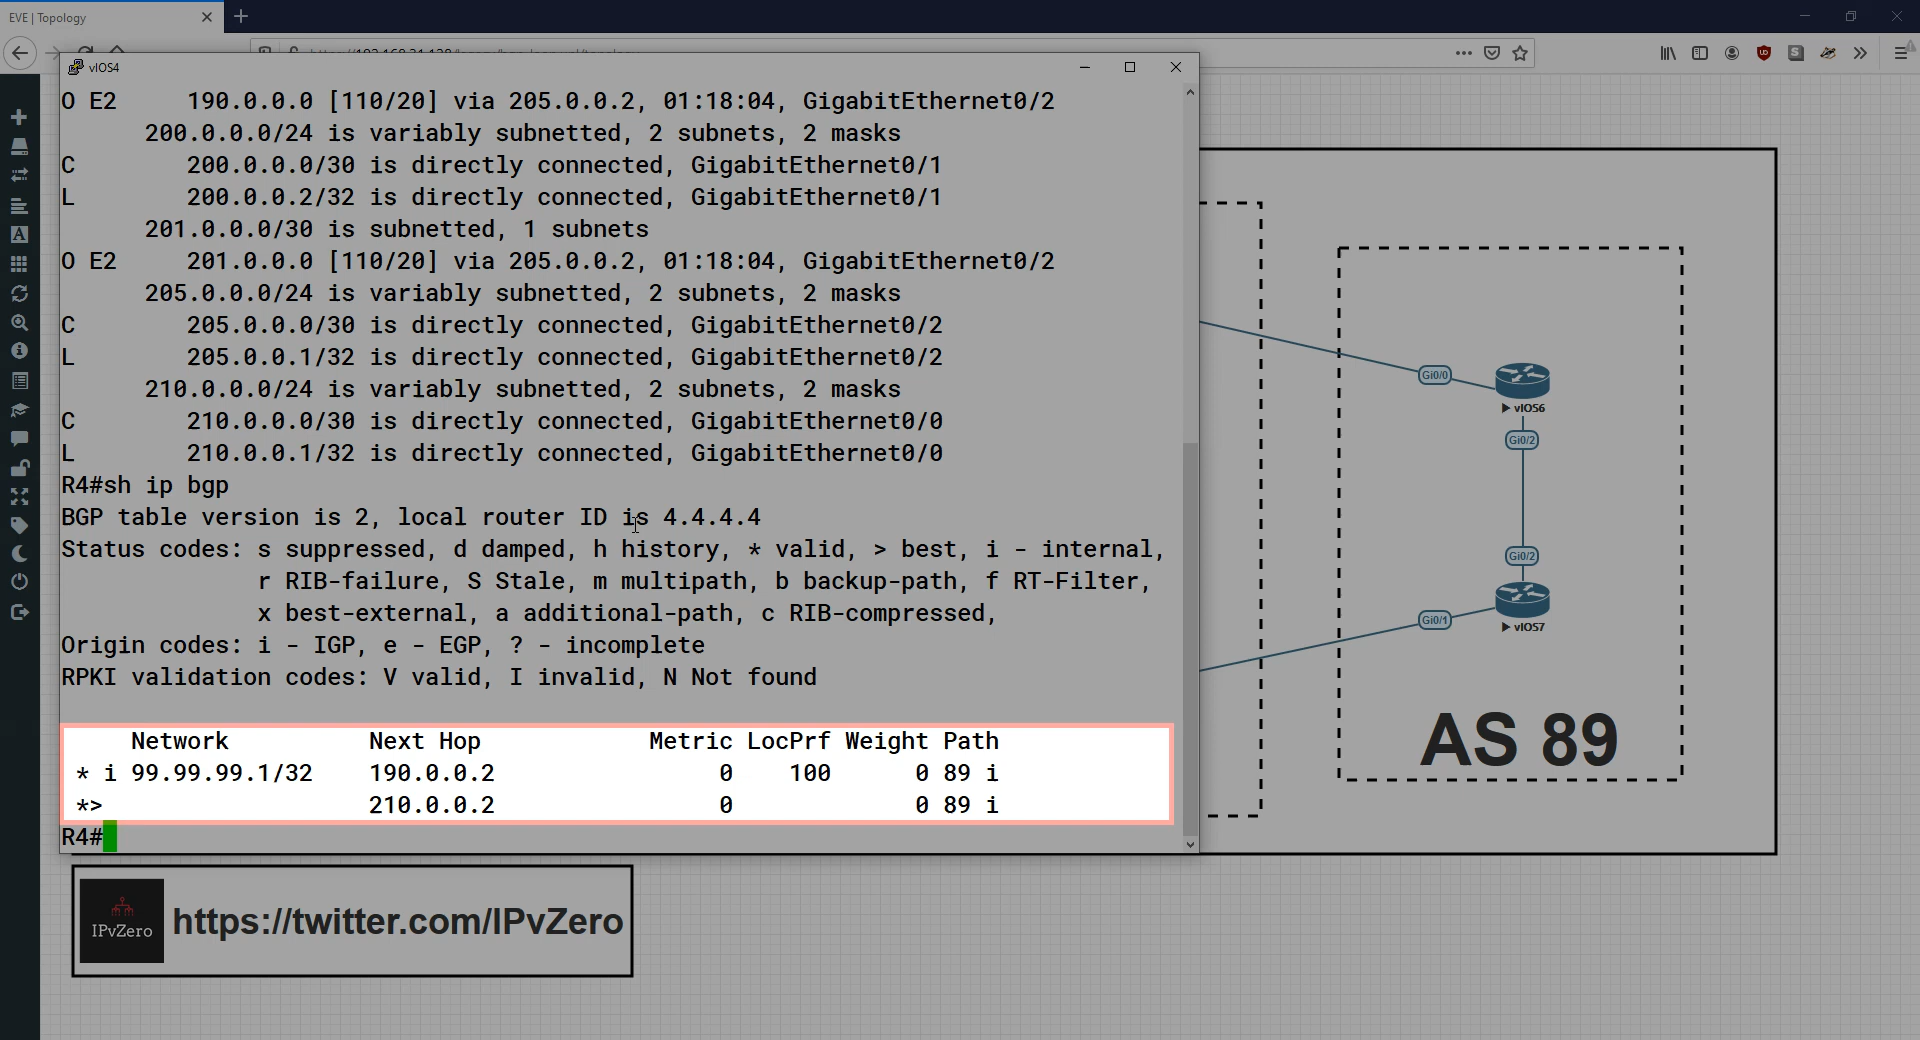 EVE | Topology
vIOS4
O E2     190.0.0.0 [110/20] via 205.0.0.2, 01:18:04, GigabitEthernet0/2
200.0.0.0/24 is variably subnetted, 2 subnets, 2 masks
C        200.0.0.0/30 is directly connected, GigabitEthernet0/1
L        200.0.0.2/32 is directly connected, GigabitEthernet0/1
201.0.0.0/30 is subnetted, 1 subnets
O E2     201.0.0.0 [110/20] via 205.0.0.2, 01:18:04, GigabitEthernet0/2
205.0.0.0/24 is variably subnetted, 2 subnets, 2 masks
C        205.0.0.0/30 is directly connected, GigabitEthernet0/2
L        205.0.0.1/32 is directly connected, GigabitEthernet0/2
210.0.0.0/24 is variably subnetted, 2 subnets, 2 masks
C        210.0.0.0/30 is directly connected, GigabitEthernet0/0
L        210.0.0.1/32 is directly connected, GigabitEthernet0/0
R4#sh ip bgp
BGP table version is 2, local router ID is 4.4.4.4
Status codes: s suppressed, d damped, h history, * valid, > best, i - internal,
r RIB-failure, S Stale, m multipath, b backup-path, f RT-Filter,
x best-external, a additional-path, c RIB-compressed,
Origin codes: i - IGP, e - EGP, ? - incomplete
RPKI validation codes: V valid, I invalid, N Not found
Network          Next Hop            Metric LocPrf Weight Path
* i 99.99.99.1/32    190.0.0.2                0    100      0 89 i
*>                   210.0.0.2                0             0 89 i
R4#
Gi0/0
vIOS6
Gi0/2
Gi0/2
vIOS7
Gi0/1
AS 89
IPvZero
https://twitter.com/IPvZero